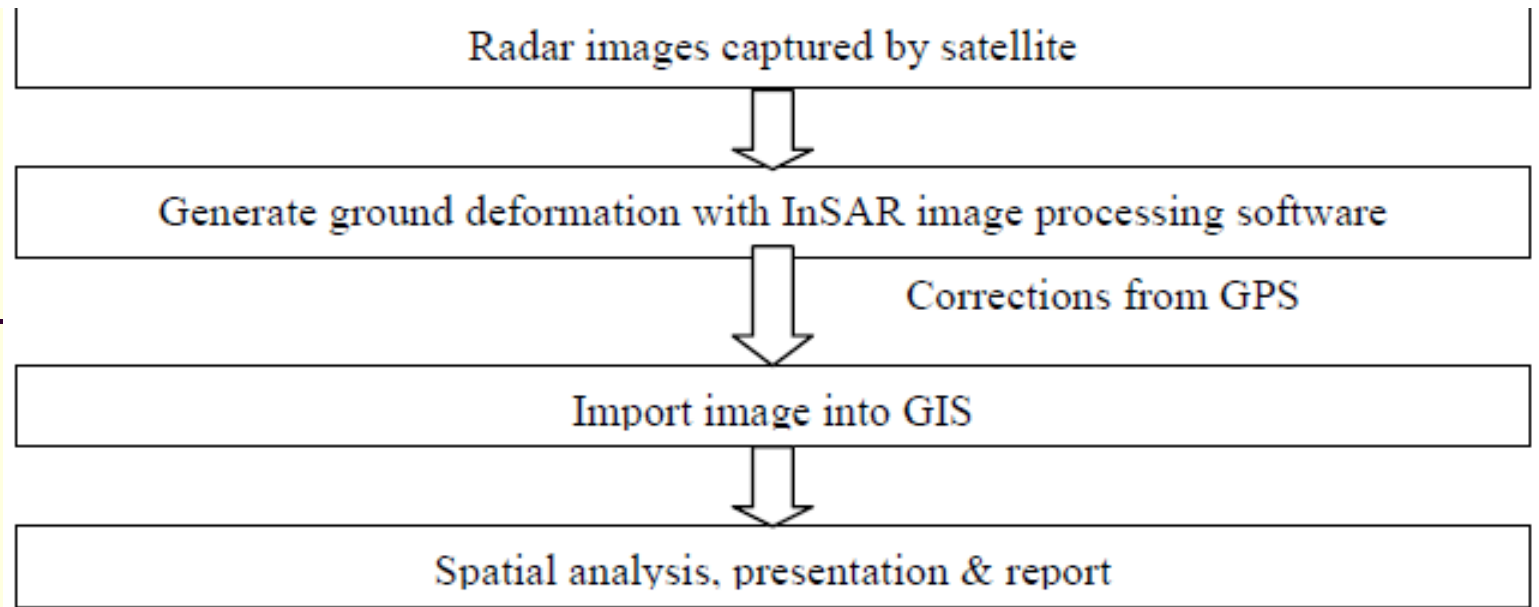 Radar images captured by satellite
Generate ground deformation with InSAR image processing software
Corrections from GPS
Import image into GIS
Spatial analysis, presentation & report